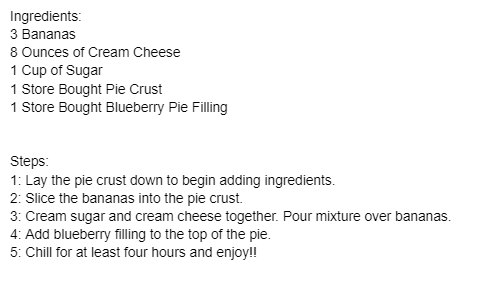 Ingredients:
3 Bananas
8 Ounces of Cream Cheese
1 Cup of Sugar
1 Store Bought Pie Crust
1 Store Bought Blueberry Pie Filling
Steps:
1: Lay the pie crust down to begin adding ingredients.
2: Slice the bananas into the pie crust.
3: Cream sugar and cream cheese together. Pour mixture over bananas.
4: Add blueberry filling to the top of the pie.
5: Chill for at least four hours and enjoy!!